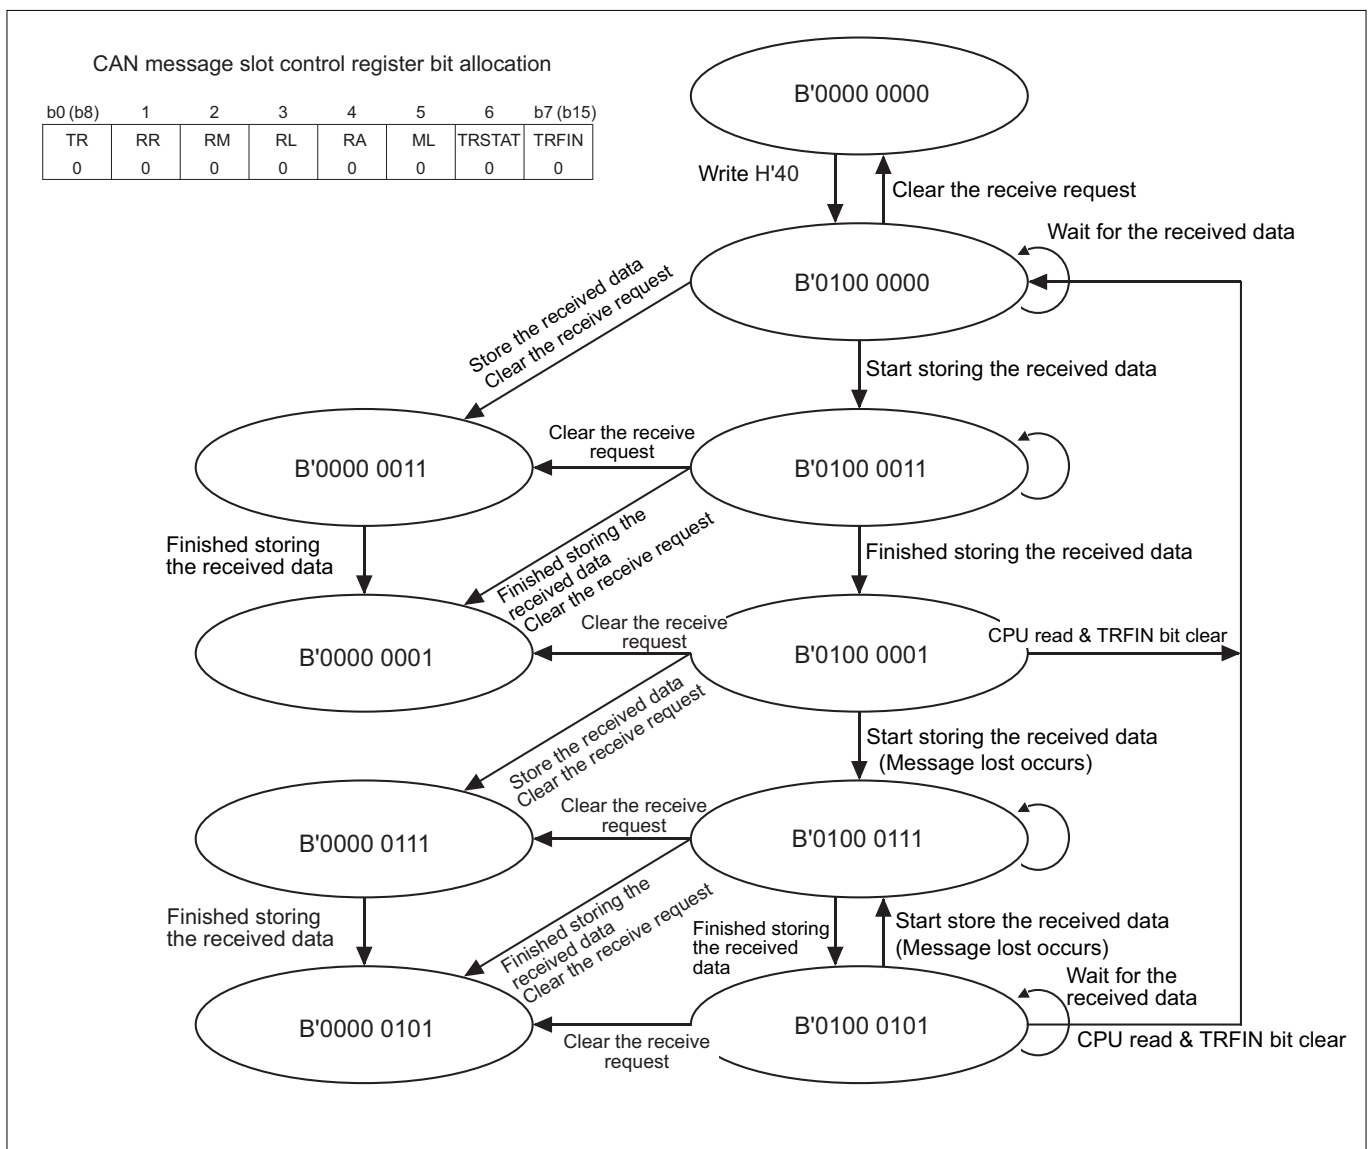 CAN message slot control register bit allocation
b0 (b8) 1 2 3 4 5 6 b7 (b15)
TR RR RM RL RA ML TRSTAT TRFIN
0 0 0 0 0 0 0 0
B'0000 0000
Write H'40
Clear the receive request
Wait for the received data
B'0100 0000
Store the received data
Clear the receive request
Start storing the received data
Clear the receive
request
B'0000 0011
B'0100 0011
Finished storing
the received data
Finished storing the
received data
Clear the receive request
Finished storing the received data
Clear the receive
request
CPU read & TRFIN bit clear
B'0000 0001
B'0100 0001
Store the received data
Clear the receive request
Start storing the received data
(Message lost occurs)
Clear the receive
request
B'0000 0111
B'0100 0111
Finished storing
the received data
Finished storing the
received data
Clear the receive request
Finished storing
the received
data
Start store the received data
(Message lost occurs)
Wait for the
received data
B'0000 0101
B'0100 0101
Clear the receive
request
CPU read & TRFIN bit clear